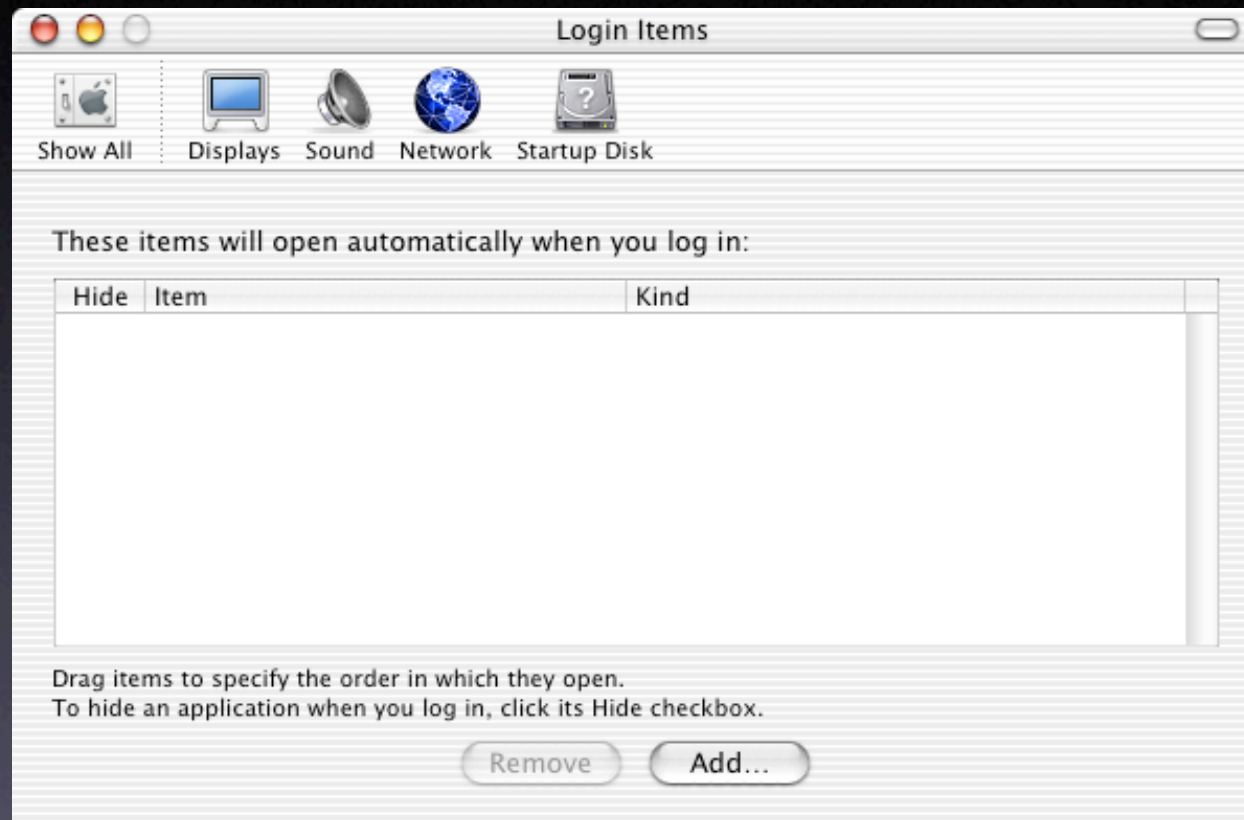 Login Items
Show All Displays Sound Network Startup Disk
These items will open automatically when you log in:
Hide Item Kind
Drag items to specify the order in which they open.
To hide an application when you log in, click its Hide checkbox.
Remove Add...